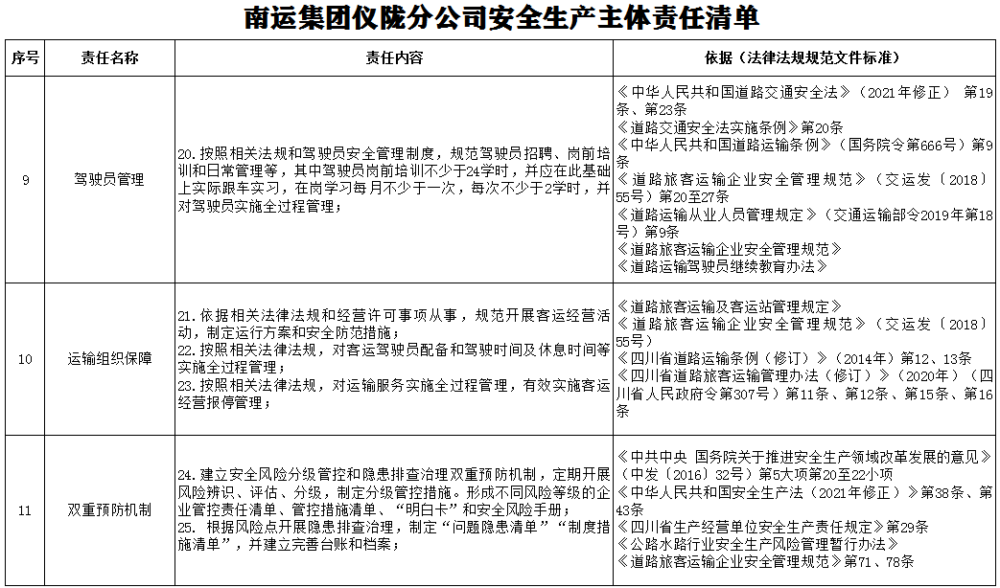 南运集团仪陇分公司安全生产主体责任清单
序号 责任名称 责任内容 依据（法律法规规范文件标准）
9
驾驶员管理
20.按照相关法规和驾驶员安全管理制度，规范驾驶员招聘、岗前培
训和日常管理等，其中驾驶员岗前培训不少于24学时，并应在此基础
上实际跟车实习，在岗学习每月不少于一次，每次不少于2学时，并
对驾驶员实施全过程管理；
《中华人民共和国道路交通安全法》（2021年修正） 第19
条、第23条
《道路交通安全法实施条例》第20条
《中华人民共和国道路运输条例》（国务院令第666号）第9
条
《道路旅客运输企业安全管理规范》（交运发〔2018〕
55号）第20至27条
《道路运输从业人员管理规定》（交通运输部令2019年第18
号）第9条
《道路旅客运输企业安全管理规范》
《道路运输驾驶员继续教育办法》
10
运输组织保障
21.依据相关法律法规和经营许可事项从事，规范开展客运经营活
动，制定运行方案和安全防范措施；
22.按照相关法律法规，对客运驾驶员配备和驾驶时间及休息时间等
实施全过程管理；
23.按照相关法律法规，对运输服务实施全过程管理，有效实施客运
经营报停管理；
《道路旅客运输及客运站管理规定》
《道路旅客运输企业安全管理规范》（交运发〔2018〕
55号）
《四川省道路运输条例（修订）》（2014年）第12、13条
《四川省道路旅客运输管理办法（修订）》（2020年）（四
川省人民政府令第307号）第11条、第12条、第15条、第16
条
11
双重预防机制
24.建立安全风险分级管控和隐患排查治理双重预防机制，定期开展
风险辨识、评估、分级，制定分级管控措施。形成不同风险等级的企
业管控责任清单、管控措施清单、“明白卡”和安全风险手册；
25. 根据风险点开展隐患排查治理，制定“问题隐患清单”“制度措
施清单”，并建立完善台账和档案；
《中共中央 国务院关于推进安全生产领域改革发展的意见》
（中发〔2016〕32号）第5大项第20至22小项
《中华人民共和国安全生产法（2021年修正》第38条、第
43条
《四川省生产经营单位安全生产责任规定》第29条
《公路水路行业安全生产风险管理暂行办法》
《道路旅客运输企业安全管理规范》第71、78条